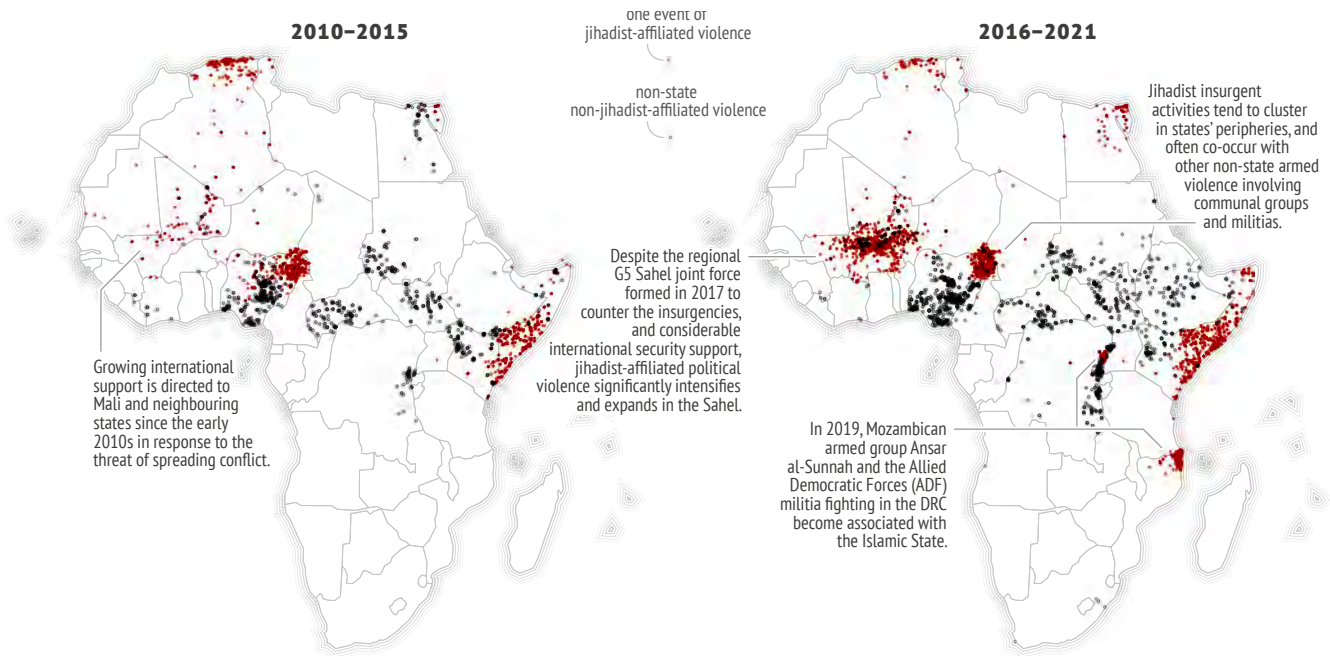 2010–2015
one event of
jihadist-affiliated violence
non-state
non-jihadist-affiliated violence
2016–2021
Jihadist insurgent
activities tend to cluster
in states' peripheries, and
often co-occur with
other non-state armed
violence involving
communal groups
and militias.
Despite the regional
G5 Sahel joint force
formed in 2017 to
counter the insurgencies,
and considerable
international security support,
jihadist-affiliated political
violence significantly intensifies
and expands in the Sahel.
Growing international
support is directed to
Mali and neighbouring
states since the early
2010s in response to the
threat of spreading conflict.
In 2019, Mozambican
armed group Ansar
al-Sunnah and the Allied
Democratic Forces (ADF)
militia fighting in the DRC
become associated with
the Islamic State.